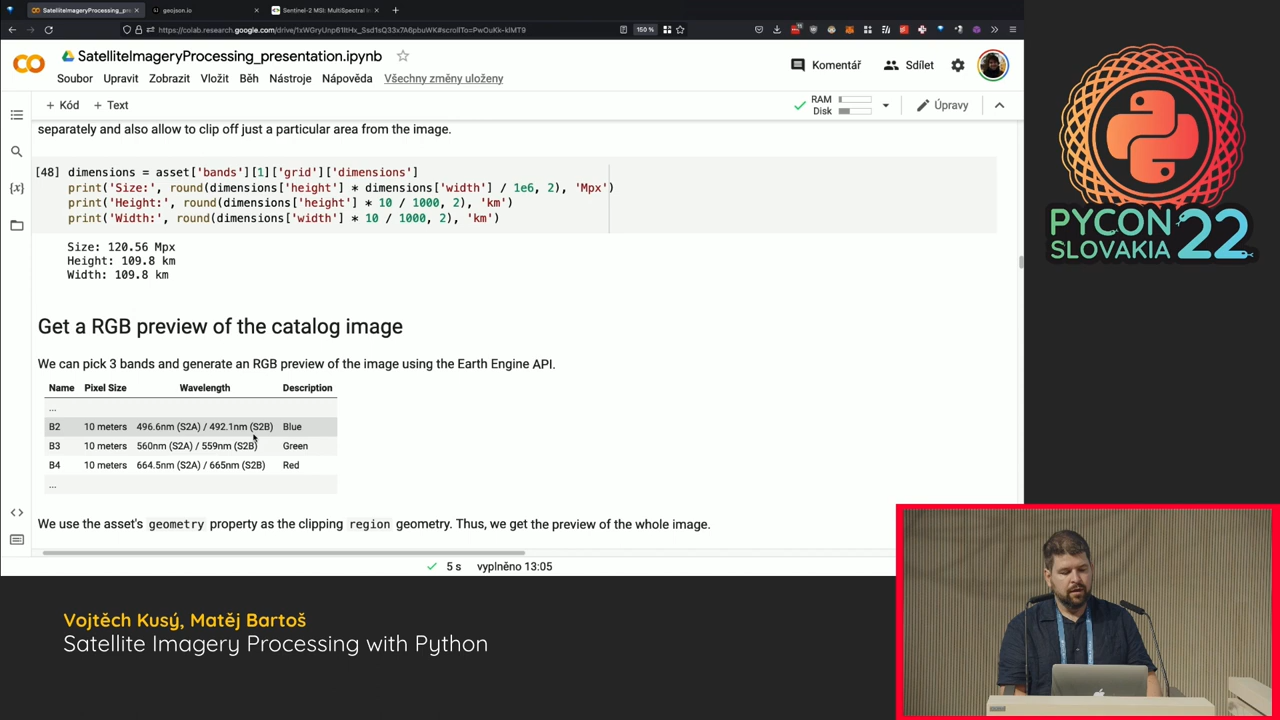 SatelliteImageryProcessing_pre
geojson.io
Sentinel-2 MSI: MultiSpectral In
150 %
SatelliteImageryProcessing_presentation.ipynb
Soubor Upravit Zobrazit Vložit Běh Nástroje Nápověda Všechny změny uloženy
Komentář Sdílet
+ Kód + Text
RAM
Disk
Úpravy
separately and also allow to clip off just a particular area from the image.
[48] dimensions = asset['bands'][1]['grid']['dimensions']
print('Size:', round(dimensions['height'] * dimensions['width'] / 1e6, 2), 'Mpx')
print('Height:', round(dimensions['height'] * 10 / 1000, 2), 'km')
print('Width:', round(dimensions['width'] * 10 / 1000, 2), 'km')
Size: 120.56 Mpx
Height: 109.8 km
Width: 109.8 km
Get a RGB preview of the catalog image
We can pick 3 bands and generate an RGB preview of the image using the Earth Engine API.
Name Pixel Size Wavelength Description
...
B2 10 meters 496.6nm (S2A) / 492.1nm (S2B) Blue
B3 10 meters 560nm (S2A) / 559nm (S2B) Green
B4 10 meters 664.5nm (S2A) / 665nm (S2B) Red
...
We use the asset's geometry property as the clipping region geometry. Thus, we get the preview of the whole image.
5 s vyplněno 13:05
PYCON
SLOVAKIA
22
Vojtěch Kusý, Matěj Bartoš
Satellite Imagery Processing with Python